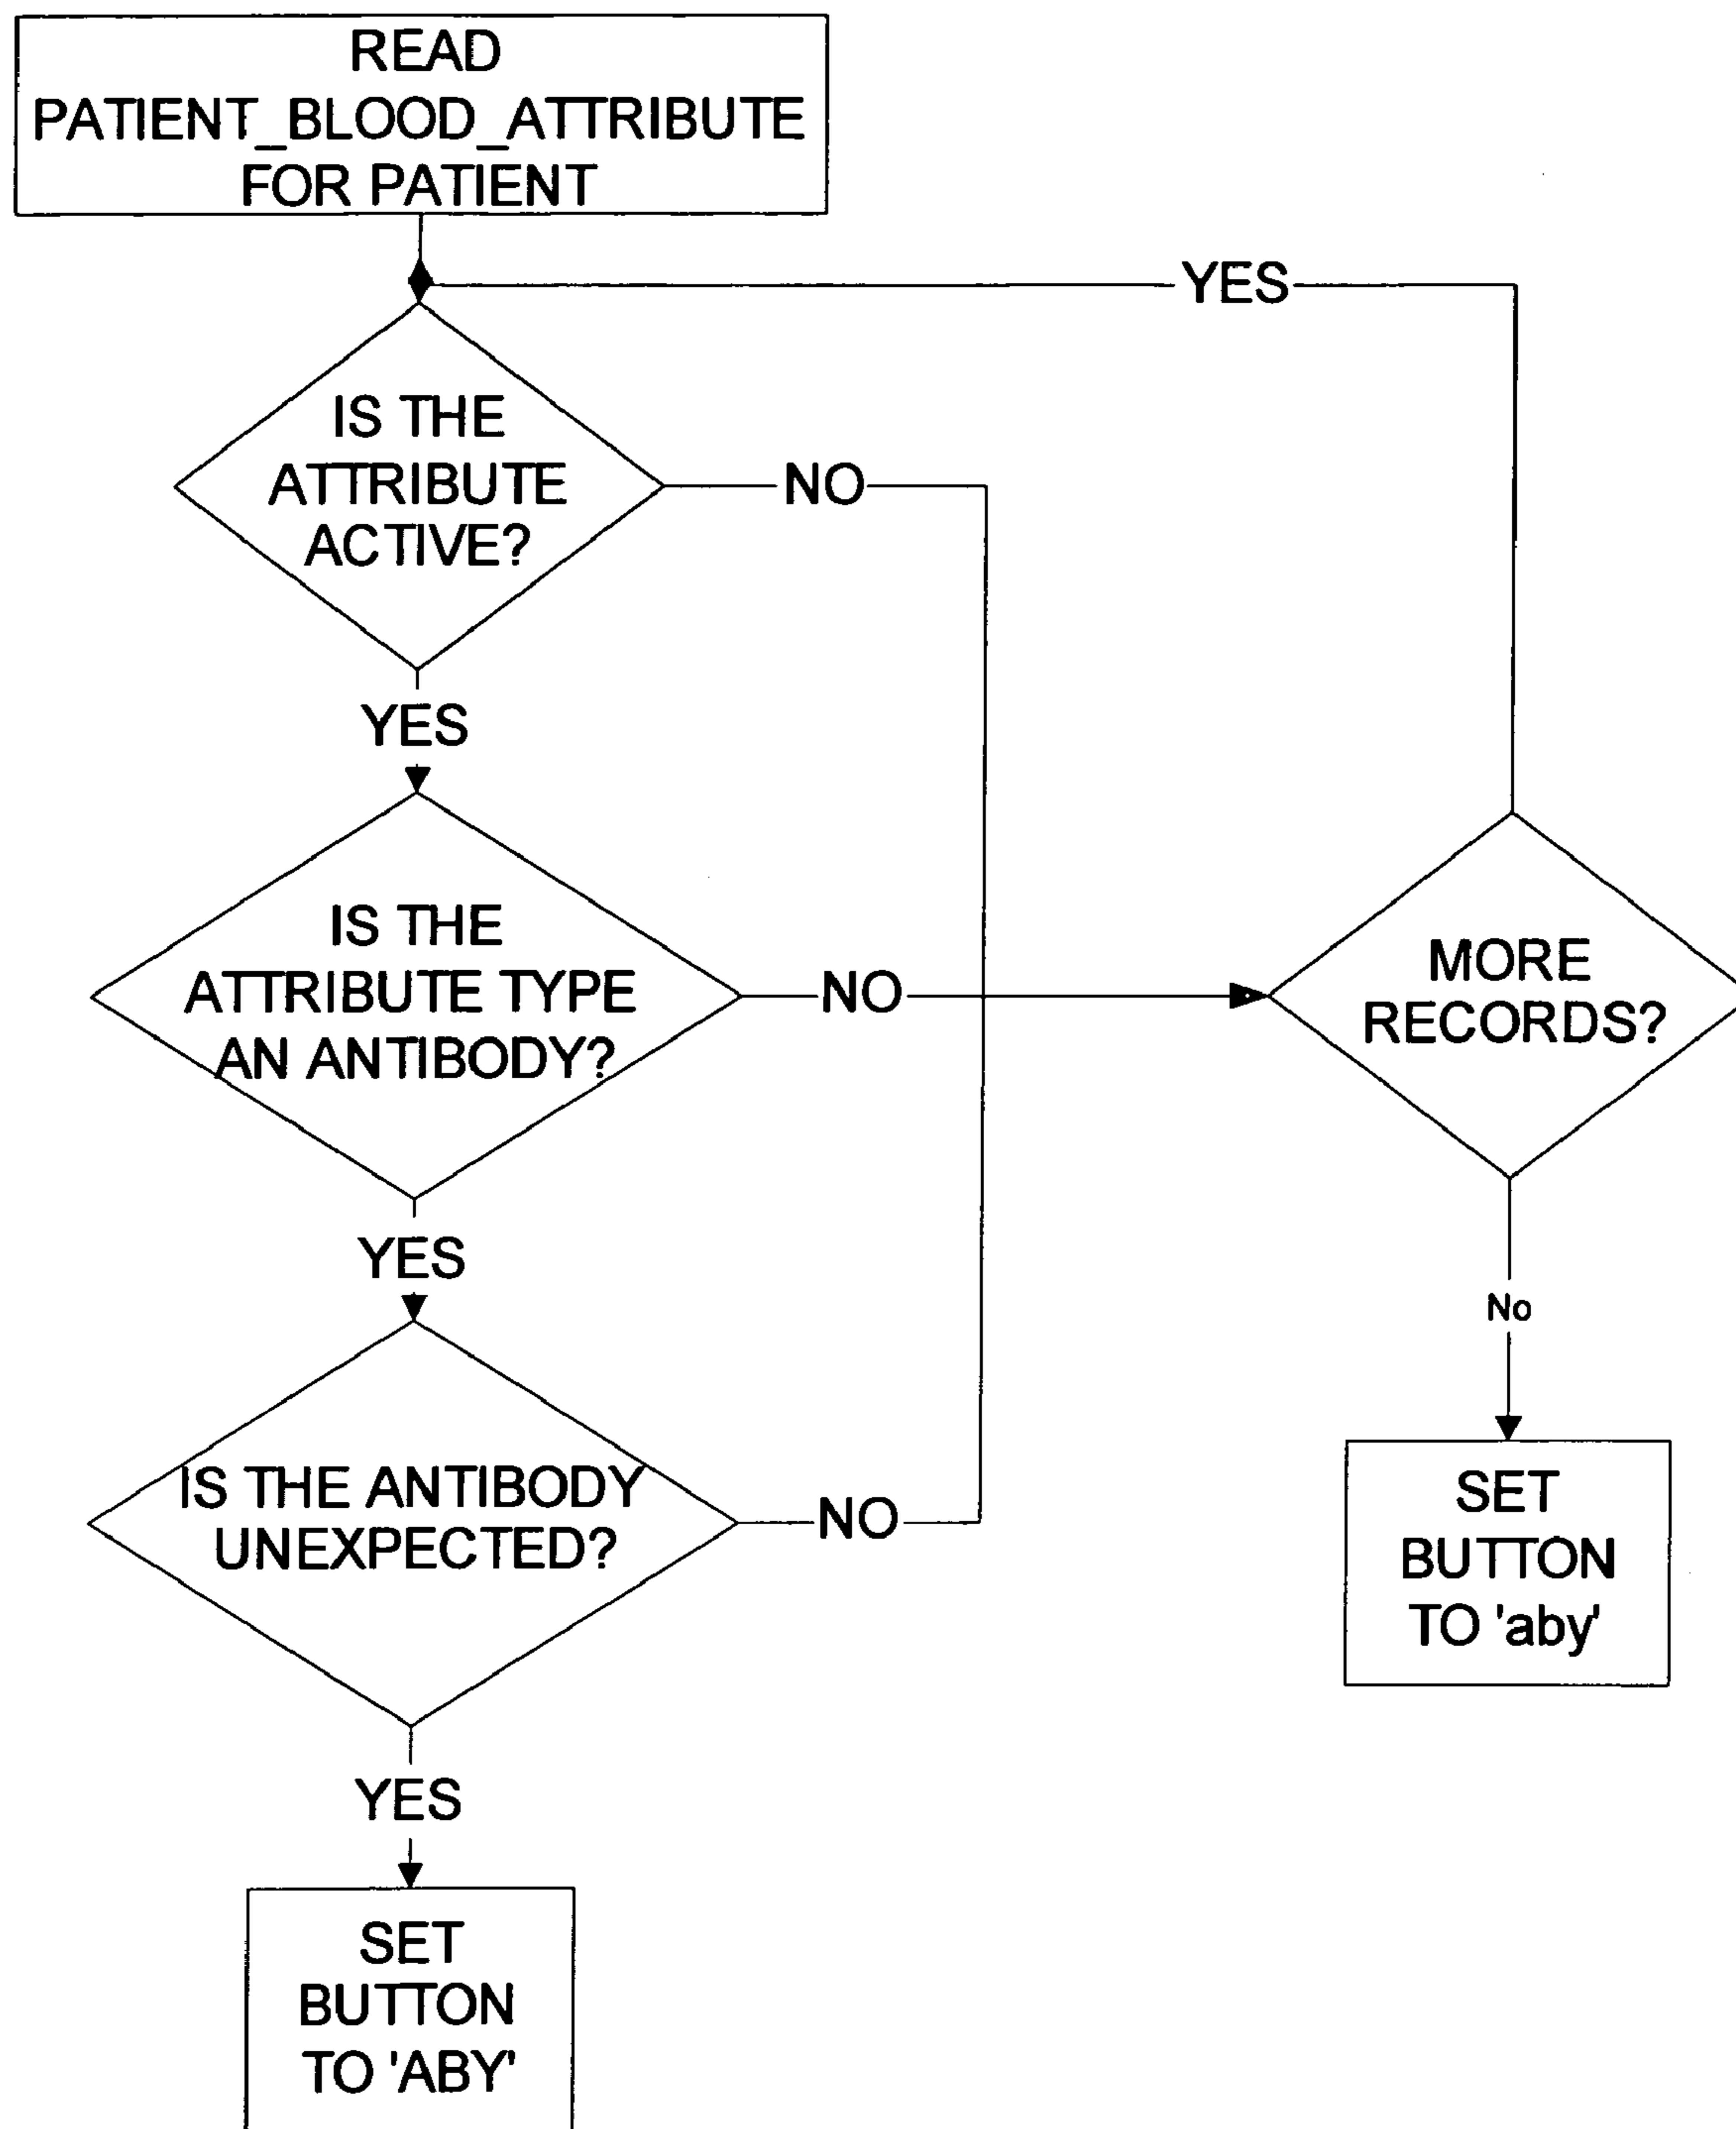 READ
PATIENT_BLOOD_ATTRIBUTE
FOR PATIENT
YES
IS THE
ATTRIBUTE
ACTIVE?
NO
YES
IS THE
ATTRIBUTE TYPE
AN ANTIBODY?
NO
MORE
RECORDS?
YES
No
IS THE ANTIBODY
UNEXPECTED?
NO
SET
BUTTON
TO 'aby'
YES
SET
BUTTON
TO 'ABY'